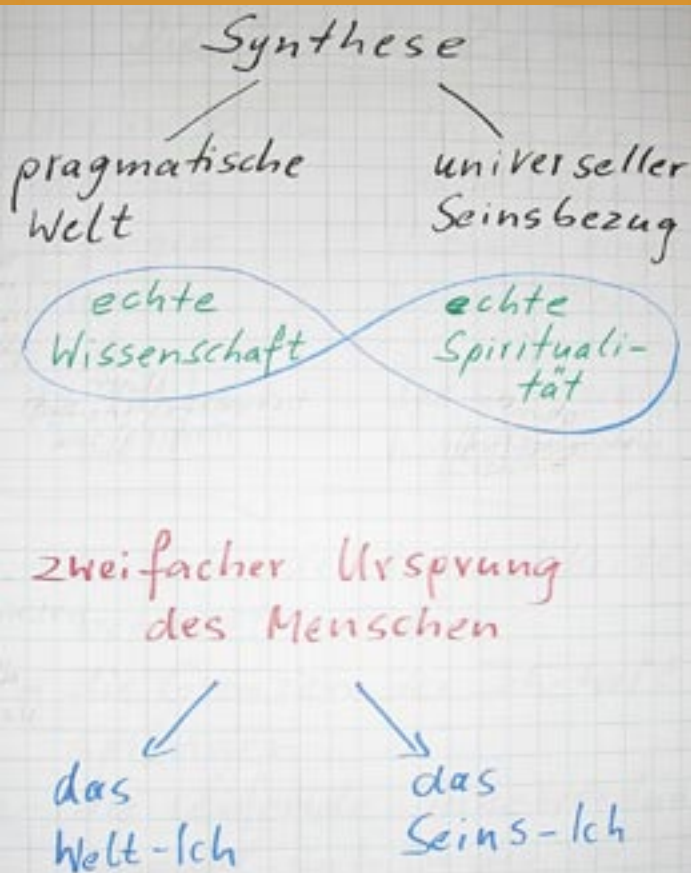 Synthese
pragmatische universeller
Welt Seinsbezug
echte echte
Wissenschaft Spirituali-
tät
zweifacher Ursprung
des Menschen
das das
Welt-Ich Seins-Ich